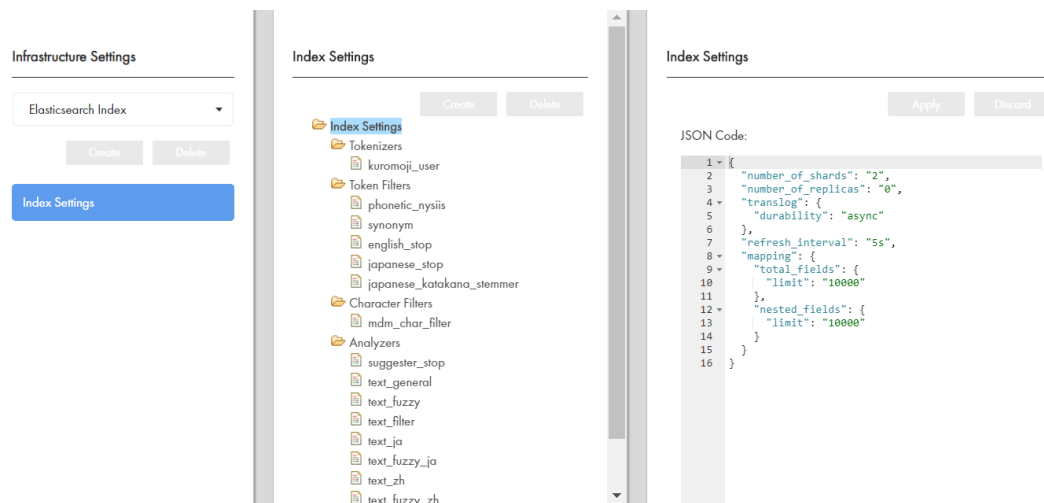 Infrastructure Settings
Elasticsearch Index
Create Delete
Index Settings
Index Settings
Create Delete
Index Settings
Tokenizers
kuromoji_user
Token Filters
phonetic_nysiis
synonym
english_stop
japanese_stop
japanese_katakana_stemmer
Character Filters
mdm_char_filter
Analyzers
suggester_stop
text_general
text_fuzzy
text_filter
text_ja
text_fuzzy_ja
text_zh
text_fuzzy_zh
Index Settings
Apply Discard
JSON Code:
1 {
2 "number_of_shards": "2",
3 "number_of_replicas": "0",
4 "translog": {
5 "durability": "async"
6 },
7 "refresh_interval": "5s",
8 "mapping": {
9 "total_fields": {
10 "limit": "10000"
11 },
12 "nested_fields": {
13 "limit": "10000"
14 }
15 }
16 }